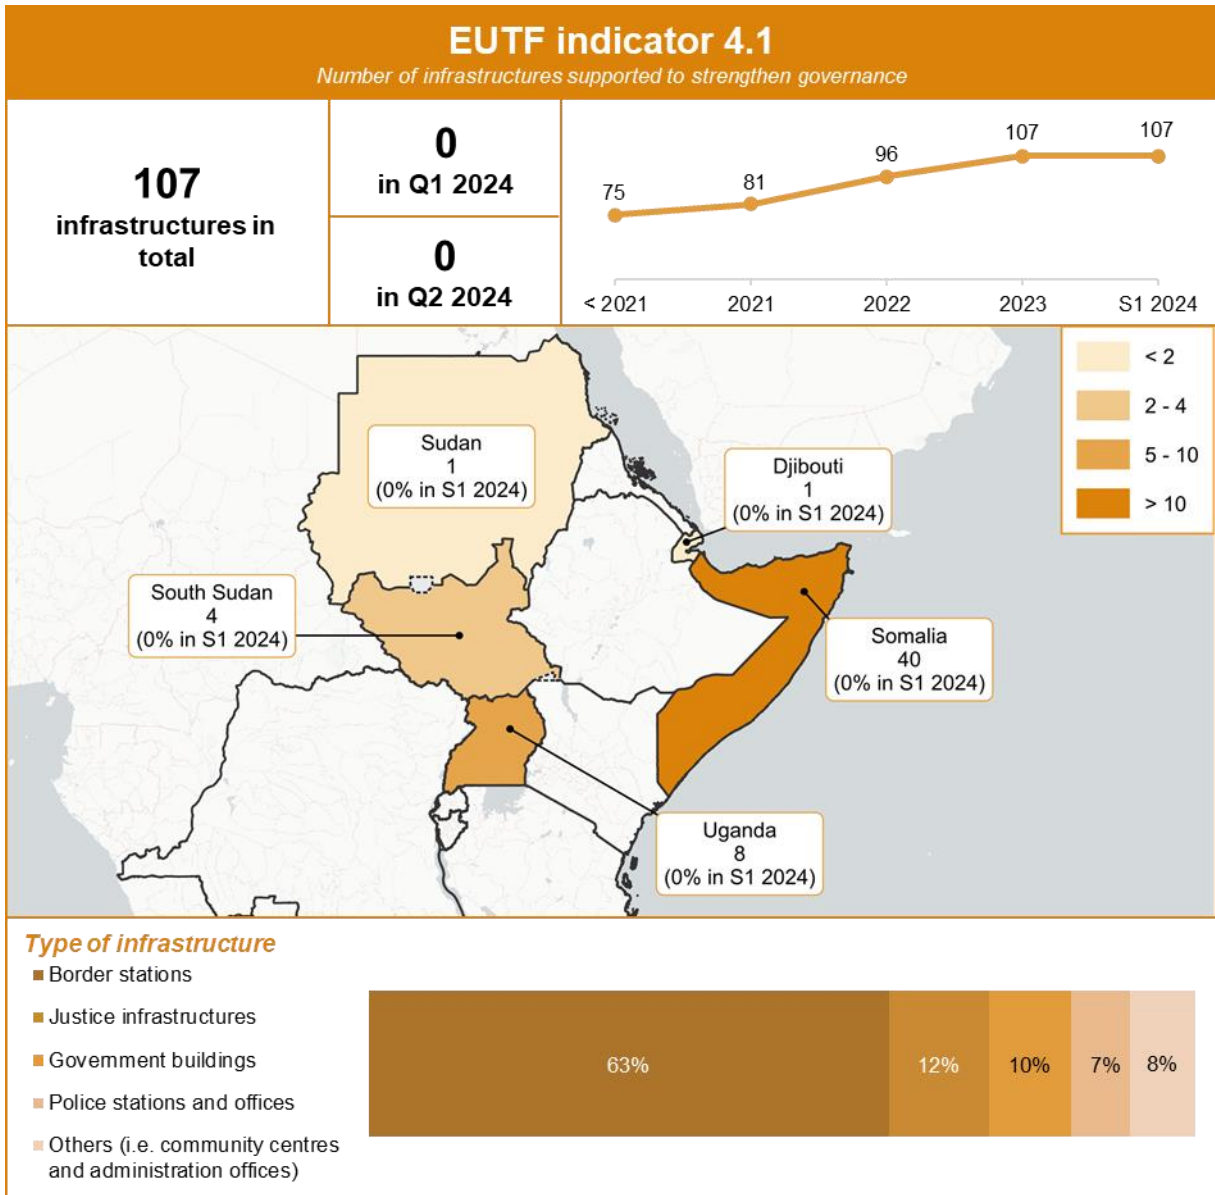 EUTF indicator 4.1
Number of infrastructures supported to strengthen governance
107
infrastructures in
total
0
in Q1 2024
0
in Q2 2024
75
81
96
107
107
< 2021
2021
2022
2023
S1 2024
< 2
2 - 4
5 - 10
> 10
Sudan
1
(0% in S1 2024)
Djibouti
1
(0% in S1 2024)
South Sudan
4
(0% in S1 2024)
Somalia
40
(0% in S1 2024)
Uganda
8
(0% in S1 2024)
Type of infrastructure
Border stations
Justice infrastructures
Government buildings
Police stations and offices
Others (i.e. community centres
and administration offices)
63%
12%
10%
7%
8%